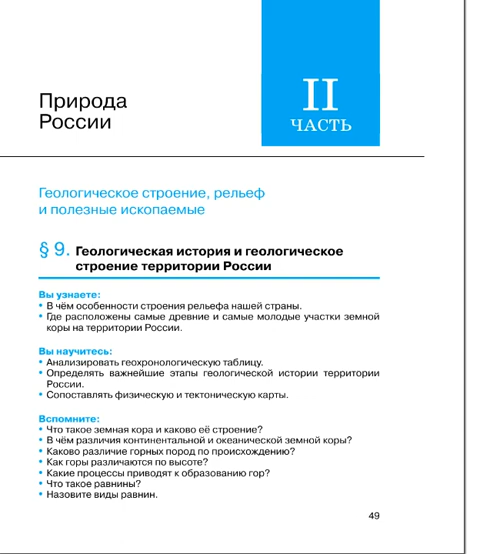 Природа
России
II
ЧАСТЬ
Геологическое строение, рельеф
и полезные ископаемые
§ 9. Геологическая история и геологическое
строение территории России
Вы узнаете:
• В чём особенности строения рельефа нашей страны.
• Где расположены самые древние и самые молодые участки земной
коры на территории России.
Вы научитесь:
• Анализировать геохронологическую таблицу.
• Определять важнейшие этапы геологической истории территории
России.
• Сопоставлять физическую и тектоническую карты.
Вспомните:
• Что такое земная кора и каково её строение?
• В чём различия континентальной и океанической земной коры?
• Каково различие горных пород по происхождению?
• Как горы различаются по высоте?
• Какие процессы приводят к образованию гор?
• Что такое равнины?
• Назовите виды равнин.
49